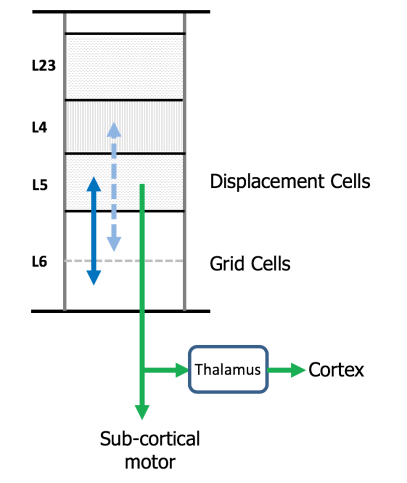 L23
L4
L5
Displacement Cells
L6
Grid Cells
Thalamus
Cortex
Sub-cortical
motor